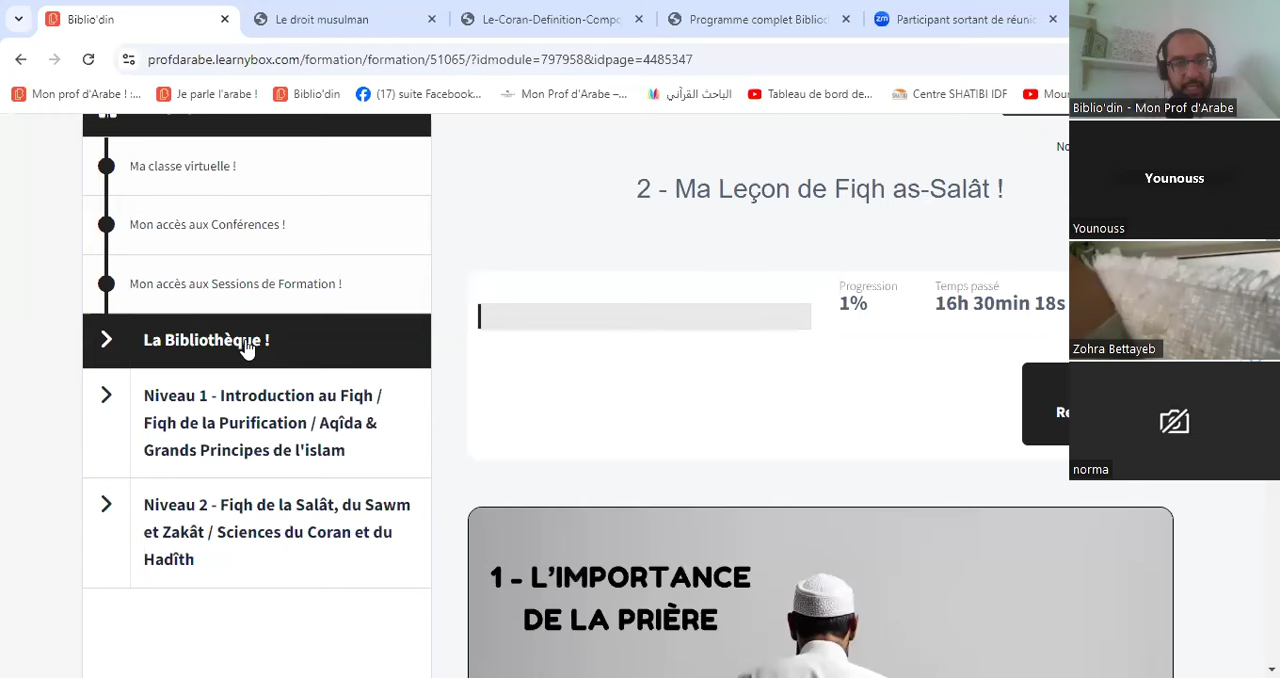 Biblio'din
Le droit musulman
Le-Coran-Definition-Compo
Programme complet Biblioc
Participant sortant de réunio
profdarabe.learnybox.com/formation/formation/51065/?idmodule=797958&idpage=4485347
Mon prof d'Arabe ! :...
Je parle l'arabe !
Biblio'din
(17) suite Facebook...
Mon Prof d'Arabe –...
الباحث القرآني
Tableau de bord de...
Centre SHATIBI IDF
Mour
Ma classe virtuelle !
Mon accès aux Conférences !
Mon accès aux Sessions de Formation !
La Bibliothèque !
Niveau 1 - Introduction au Fiqh /
Fiqh de la Purification / Aqîda &
Grands Principes de l'islam
Niveau 2 - Fiqh de la Salât, du Sawm
et Zakât / Sciences du Coran et du
Hadîth
No
2 - Ma Leçon de Fiqh as-Salât !
Progression
1%
Temps passé
16h 30min 18s
Re
1 - L'IMPORTANCE
DE LA PRIÈRE
Biblio'din - Mon Prof d'Arabe
Younouss
Younouss
Zohra Bettayeb
norma